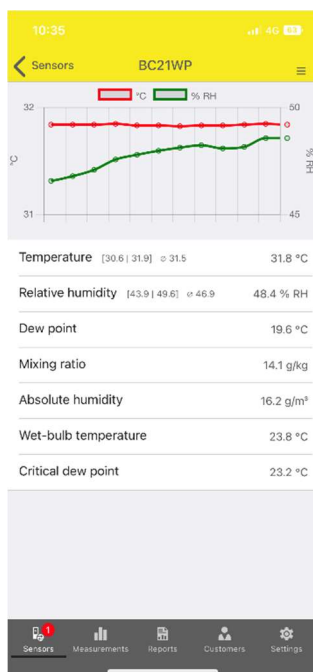 10:35 4G 63
Sensors BC21WP
°C % RH
32 50
°C % RH
31 45
Temperature [30.6 | 31.9] ⌀ 31.5 31.8 °C
Relative humidity [43.9 | 49.6] ⌀ 46.9 48.4 % RH
Dew point 19.6 °C
Mixing ratio 14.1 g/kg
Absolute humidity 16.2 g/m³
Wet-bulb temperature 23.8 °C
Critical dew point 23.2 °C
1
Sensors Measurements Reports Customers Settings